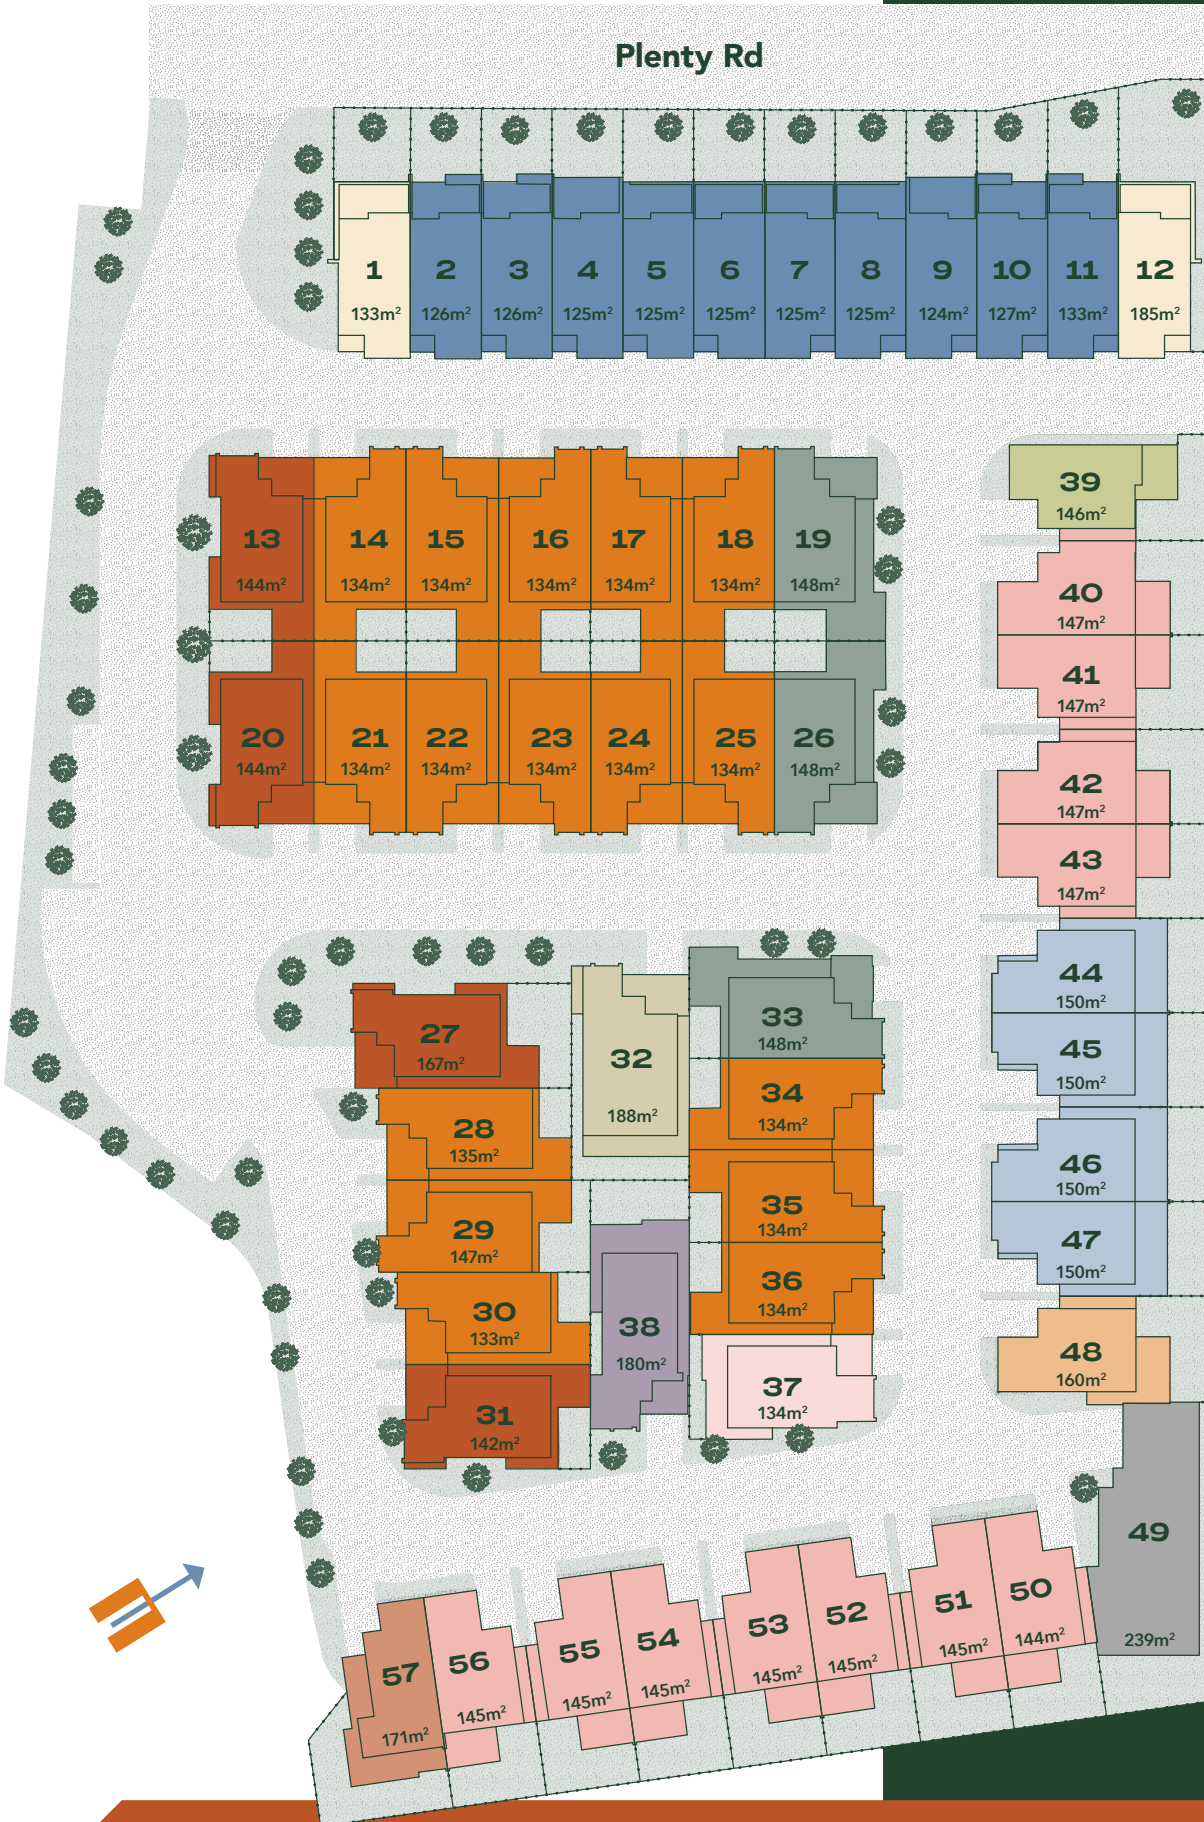 Plenty Rd
1 2 3 4 5 6 7 8 9 10 11 12
133m² 126m² 126m² 125m² 125m² 125m² 125m² 125m² 124m² 127m² 133m² 185m²
39
146m²
13 14 15 16 17 18 19
144m² 134m² 134m² 134m² 134m² 134m² 148m²
40
147m²
41
147m²
20 21 22 23 24 25 26
144m² 134m² 134m² 134m² 134m² 134m² 148m²
42
147m²
43
147m²
44
150m²
45
150m²
46
150m²
47
150m²
48
160m²
27
167m²
28
135m²
29
147m²
30
133m²
31
142m²
32
188m²
33
148m²
34
134m²
35
134m²
36
134m²
37
134m²
38
180m²
49
239m²
57 56 55 54 53 52 51 50
171m² 145m² 145m² 145m² 145m² 145m² 145m² 144m²